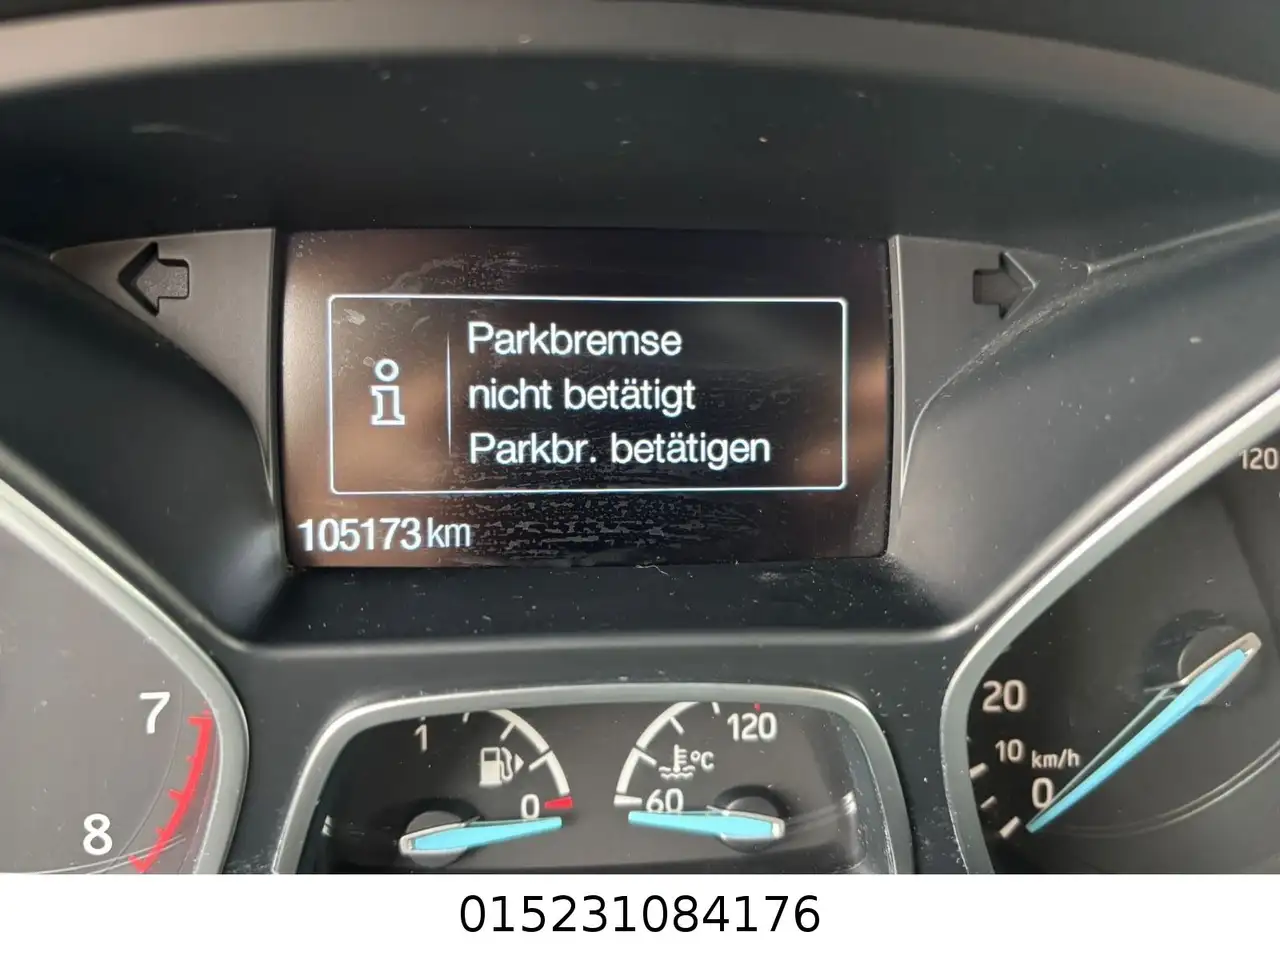 Parkbremse
nicht betätigt
Parkbr. betätigen
105173 km
120
7
8
1
0
120
°C
60
20
10 km/h
0
015231084176